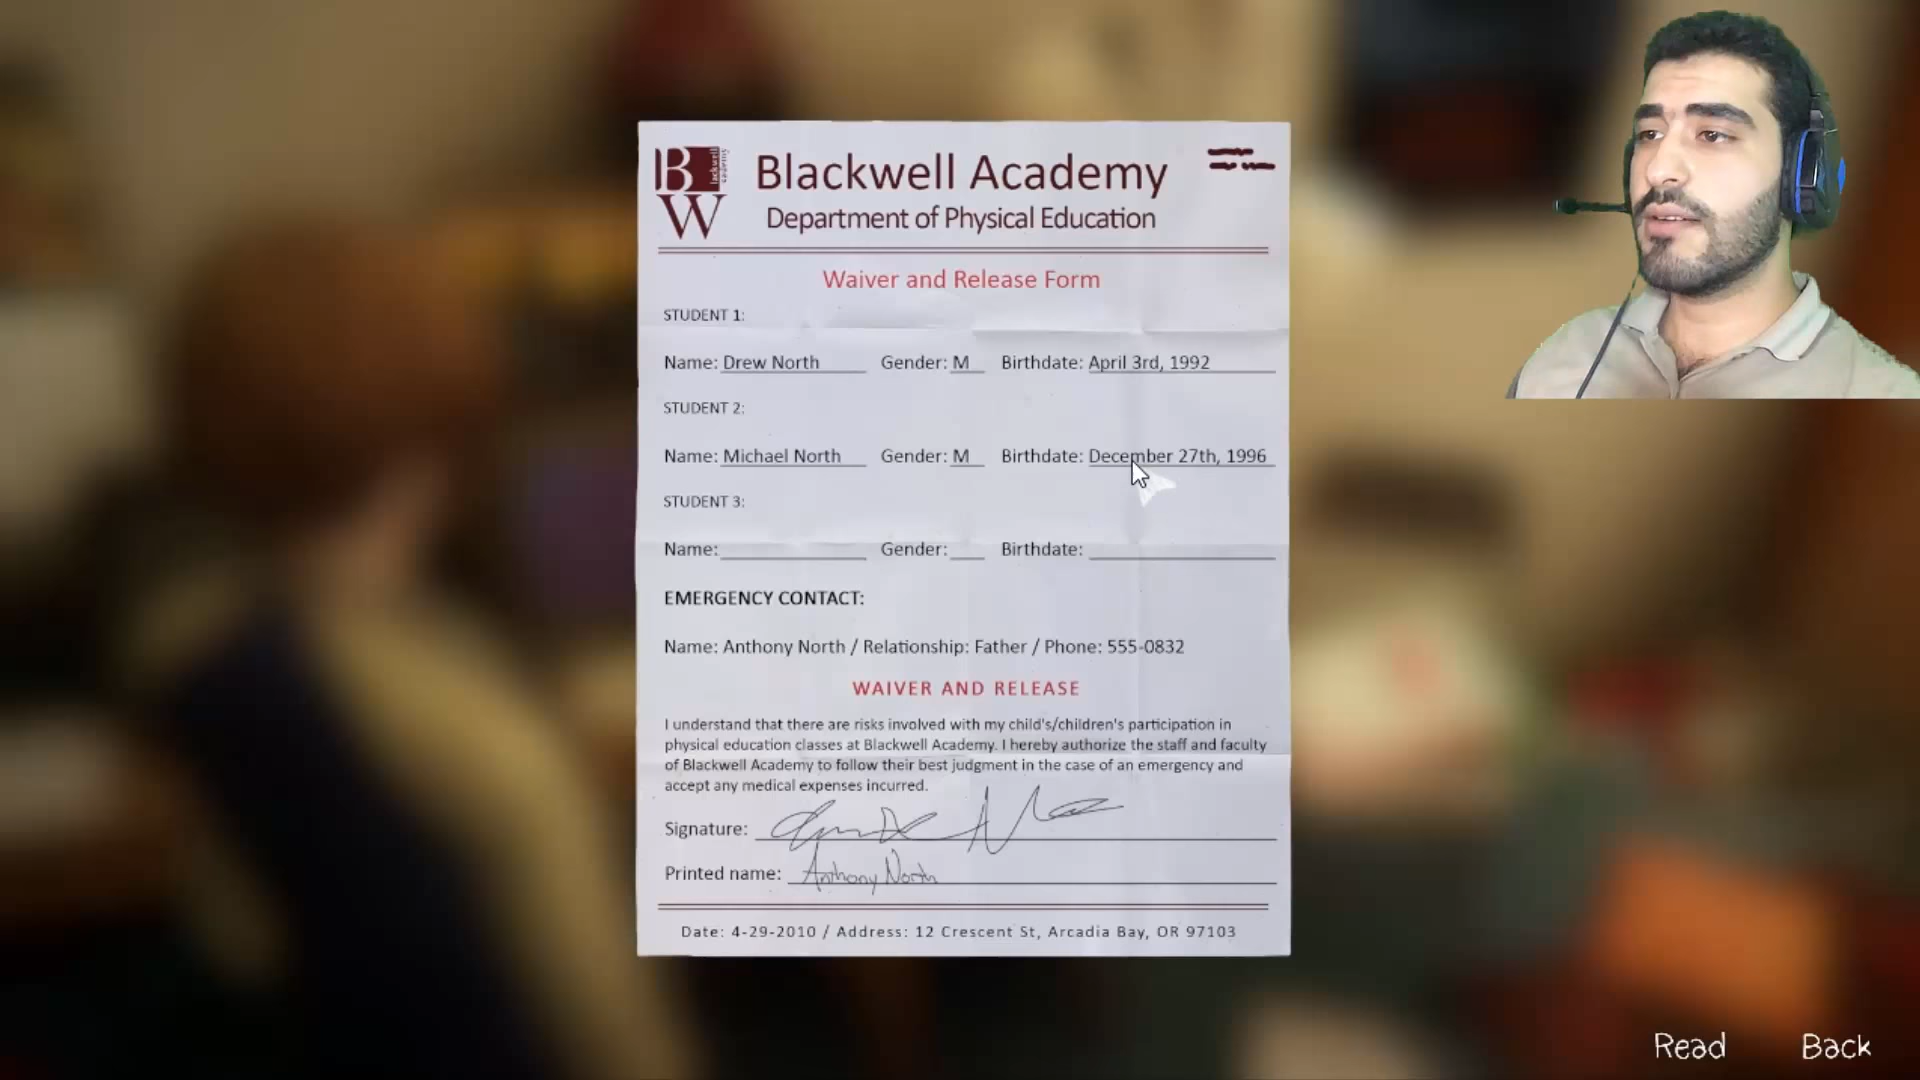 B W Blackwell Academy
Blackwell Academy
Department of Physical Education
Waiver and Release Form
STUDENT 1:
Name: Drew North Gender: M Birthdate: April 3rd, 1992
STUDENT 2:
Name: Michael North Gender: M Birthdate: December 27th, 1996
STUDENT 3:
Name: Gender: Birthdate:
EMERGENCY CONTACT:
Name: Anthony North / Relationship: Father / Phone: 555-0832
WAIVER AND RELEASE
I understand that there are risks involved with my child's/children's participation in
physical education classes at Blackwell Academy. I hereby authorize the staff and faculty
of Blackwell Academy to follow their best judgment in the case of an emergency and
accept any medical expenses incurred.
Signature:
Printed name: Anthony North
Date: 4-29-2010 / Address: 12 Crescent St, Arcadia Bay, OR 97103
Read Back